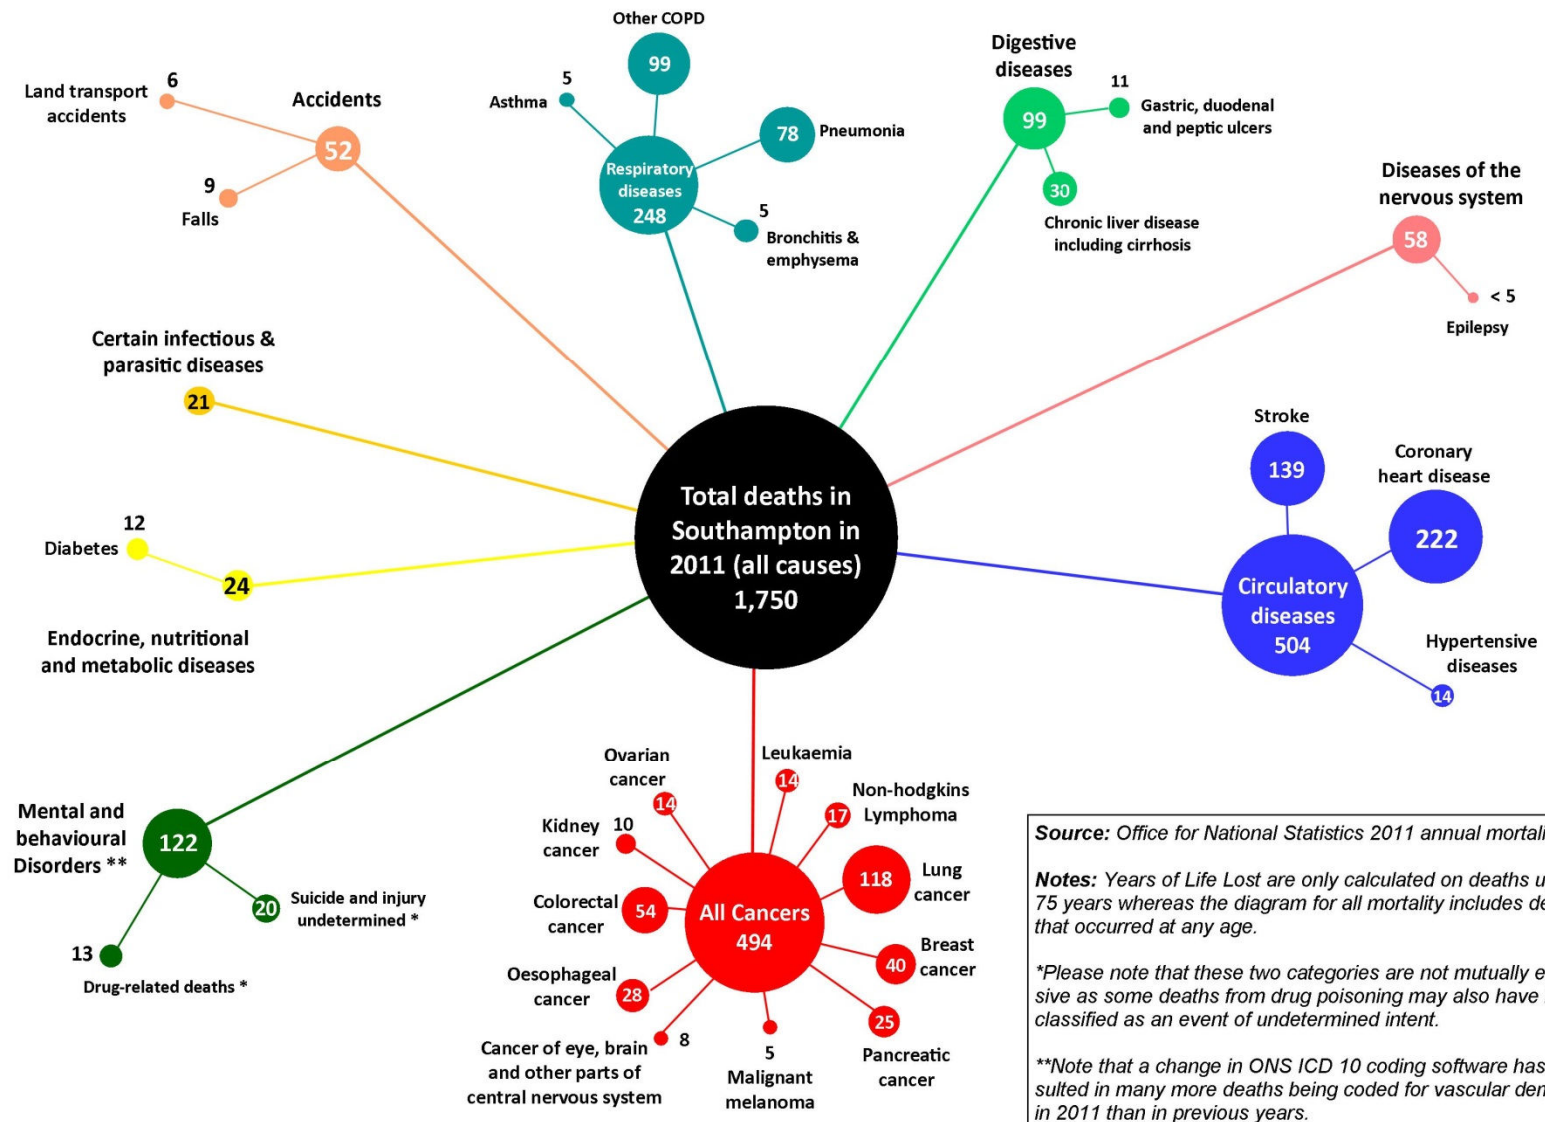 Other COPD
99
5
Asthma
78
Pneumonia
Respiratory
diseases
248
5
Bronchitis &
emphysema
Digestive
diseases
99
11
Gastric, duodenal
and peptic ulcers
30
Chronic liver disease
including cirrhosis
6
Land transport
accidents
Accidents
52
9
Falls
Diseases of the
nervous system
58
< 5
Epilepsy
Certain infectious &
parasitic diseases
21
Stroke
139
Coronary
heart disease
222
Circulatory
diseases
504
Hypertensive
diseases
14
Total deaths in
Southampton in
2011 (all causes)
1,750
12
Diabetes
24
Endocrine, nutritional
and metabolic diseases
Mental and
behavioural
Disorders **
122
20
Suicide and injury
undetermined *
13
Drug-related deaths *
Ovarian
cancer
14
Leukaemia
14
Non-hodgkins
Lymphoma
17
Kidney
cancer
10
118
Lung
cancer
Colorectal
cancer
54
All Cancers
494
Breast
cancer
40
Oesophageal
cancer
28
25
Pancreatic
cancer
8
Cancer of eye, brain
and other parts of
central nervous system
5
Malignant
melanoma
Source: Office for National Statistics 2011 annual mortali
Notes: Years of Life Lost are only calculated on deaths u
75 years whereas the diagram for all mortality includes de
that occurred at any age.
*Please note that these two categories are not mutually e
sive as some deaths from drug poisoning may also have
classified as an event of undetermined intent.
**Note that a change in ONS ICD 10 coding software has
sulted in many more deaths being coded for vascular den
in 2011 than in previous years.